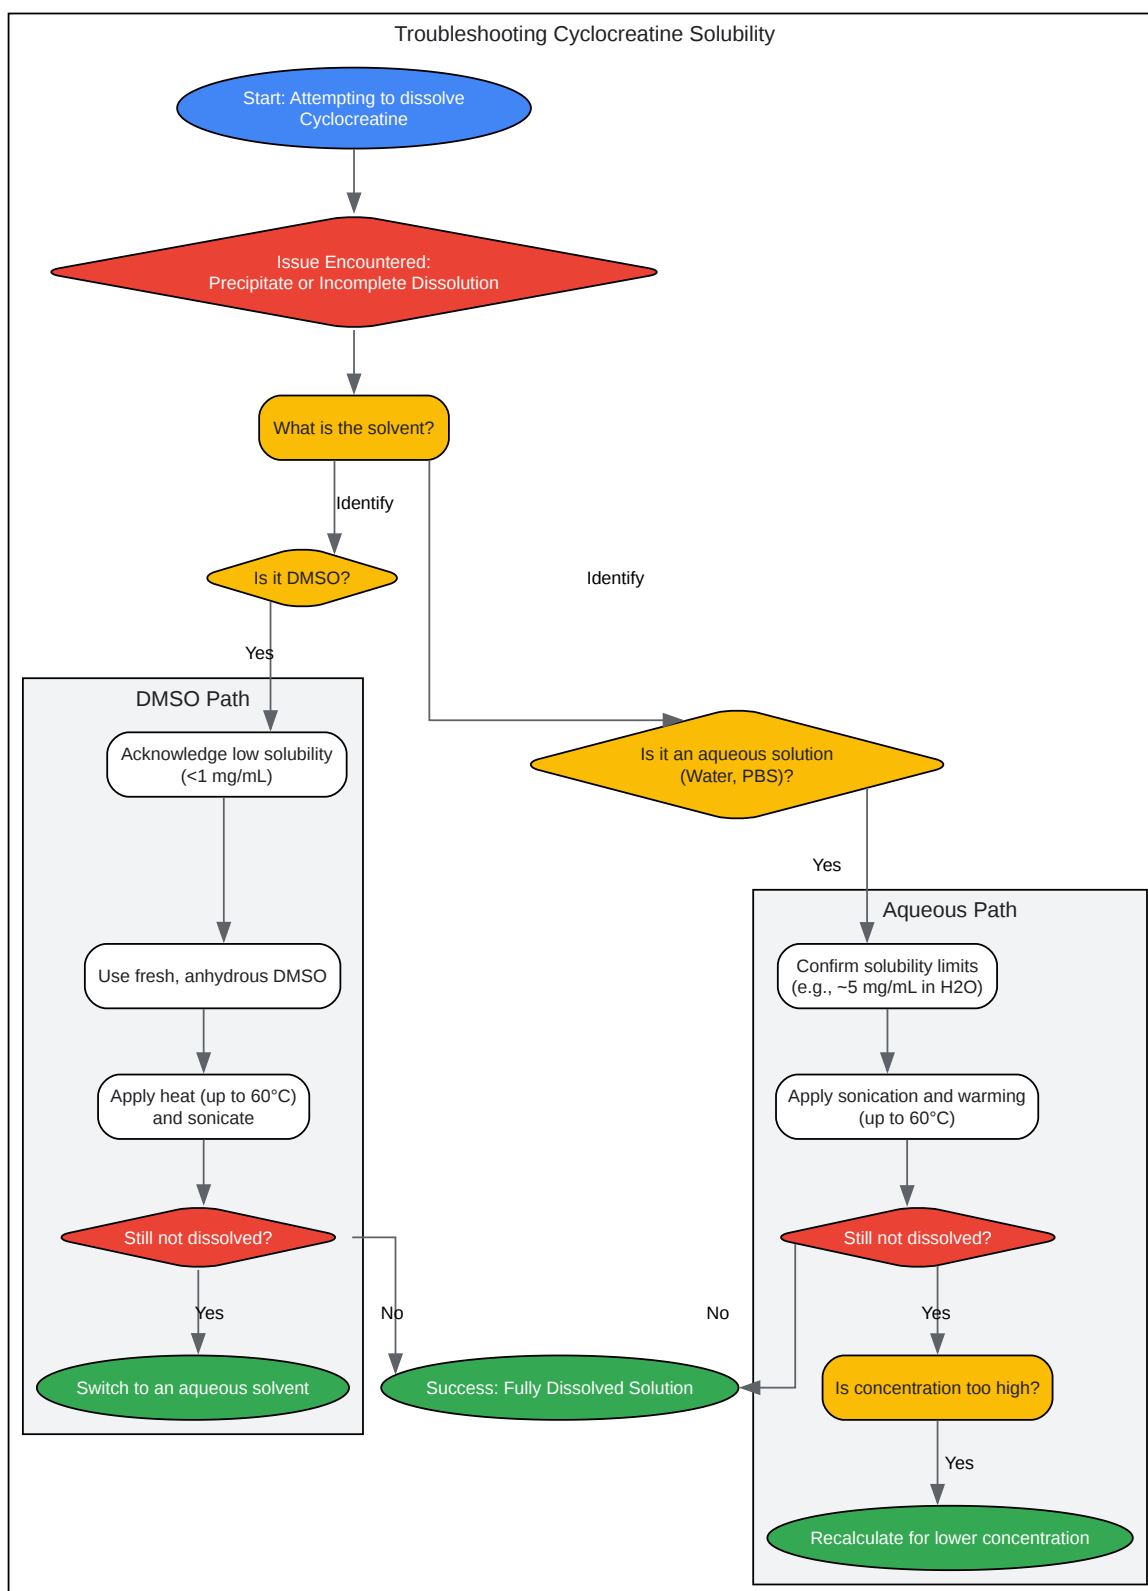 Troubleshooting Cyclocreatine Solubility
Start: Attempting to dissolve
Cyclocreatine
Issue Encountered:
Precipitate or Incomplete Dissolution
What is the solvent?
Identify
Is it DMSO?
Identify
Yes
DMSO Path
Acknowledge low solubility
(<1 mg/mL)
Is it an aqueous solution
(Water, PBS)?
Yes
Aqueous Path
Use fresh, anhydrous DMSO
Confirm solubility limits
(e.g., ~5 mg/mL in H2O)
Apply heat (up to 60°C)
and sonicate
Apply sonication and warming
(up to 60°C)
Still not dissolved?
Still not dissolved?
Yes
No
No
Yes
Switch to an aqueous solvent
Success: Fully Dissolved Solution
Is concentration too high?
Yes
Recalculate for lower concentration